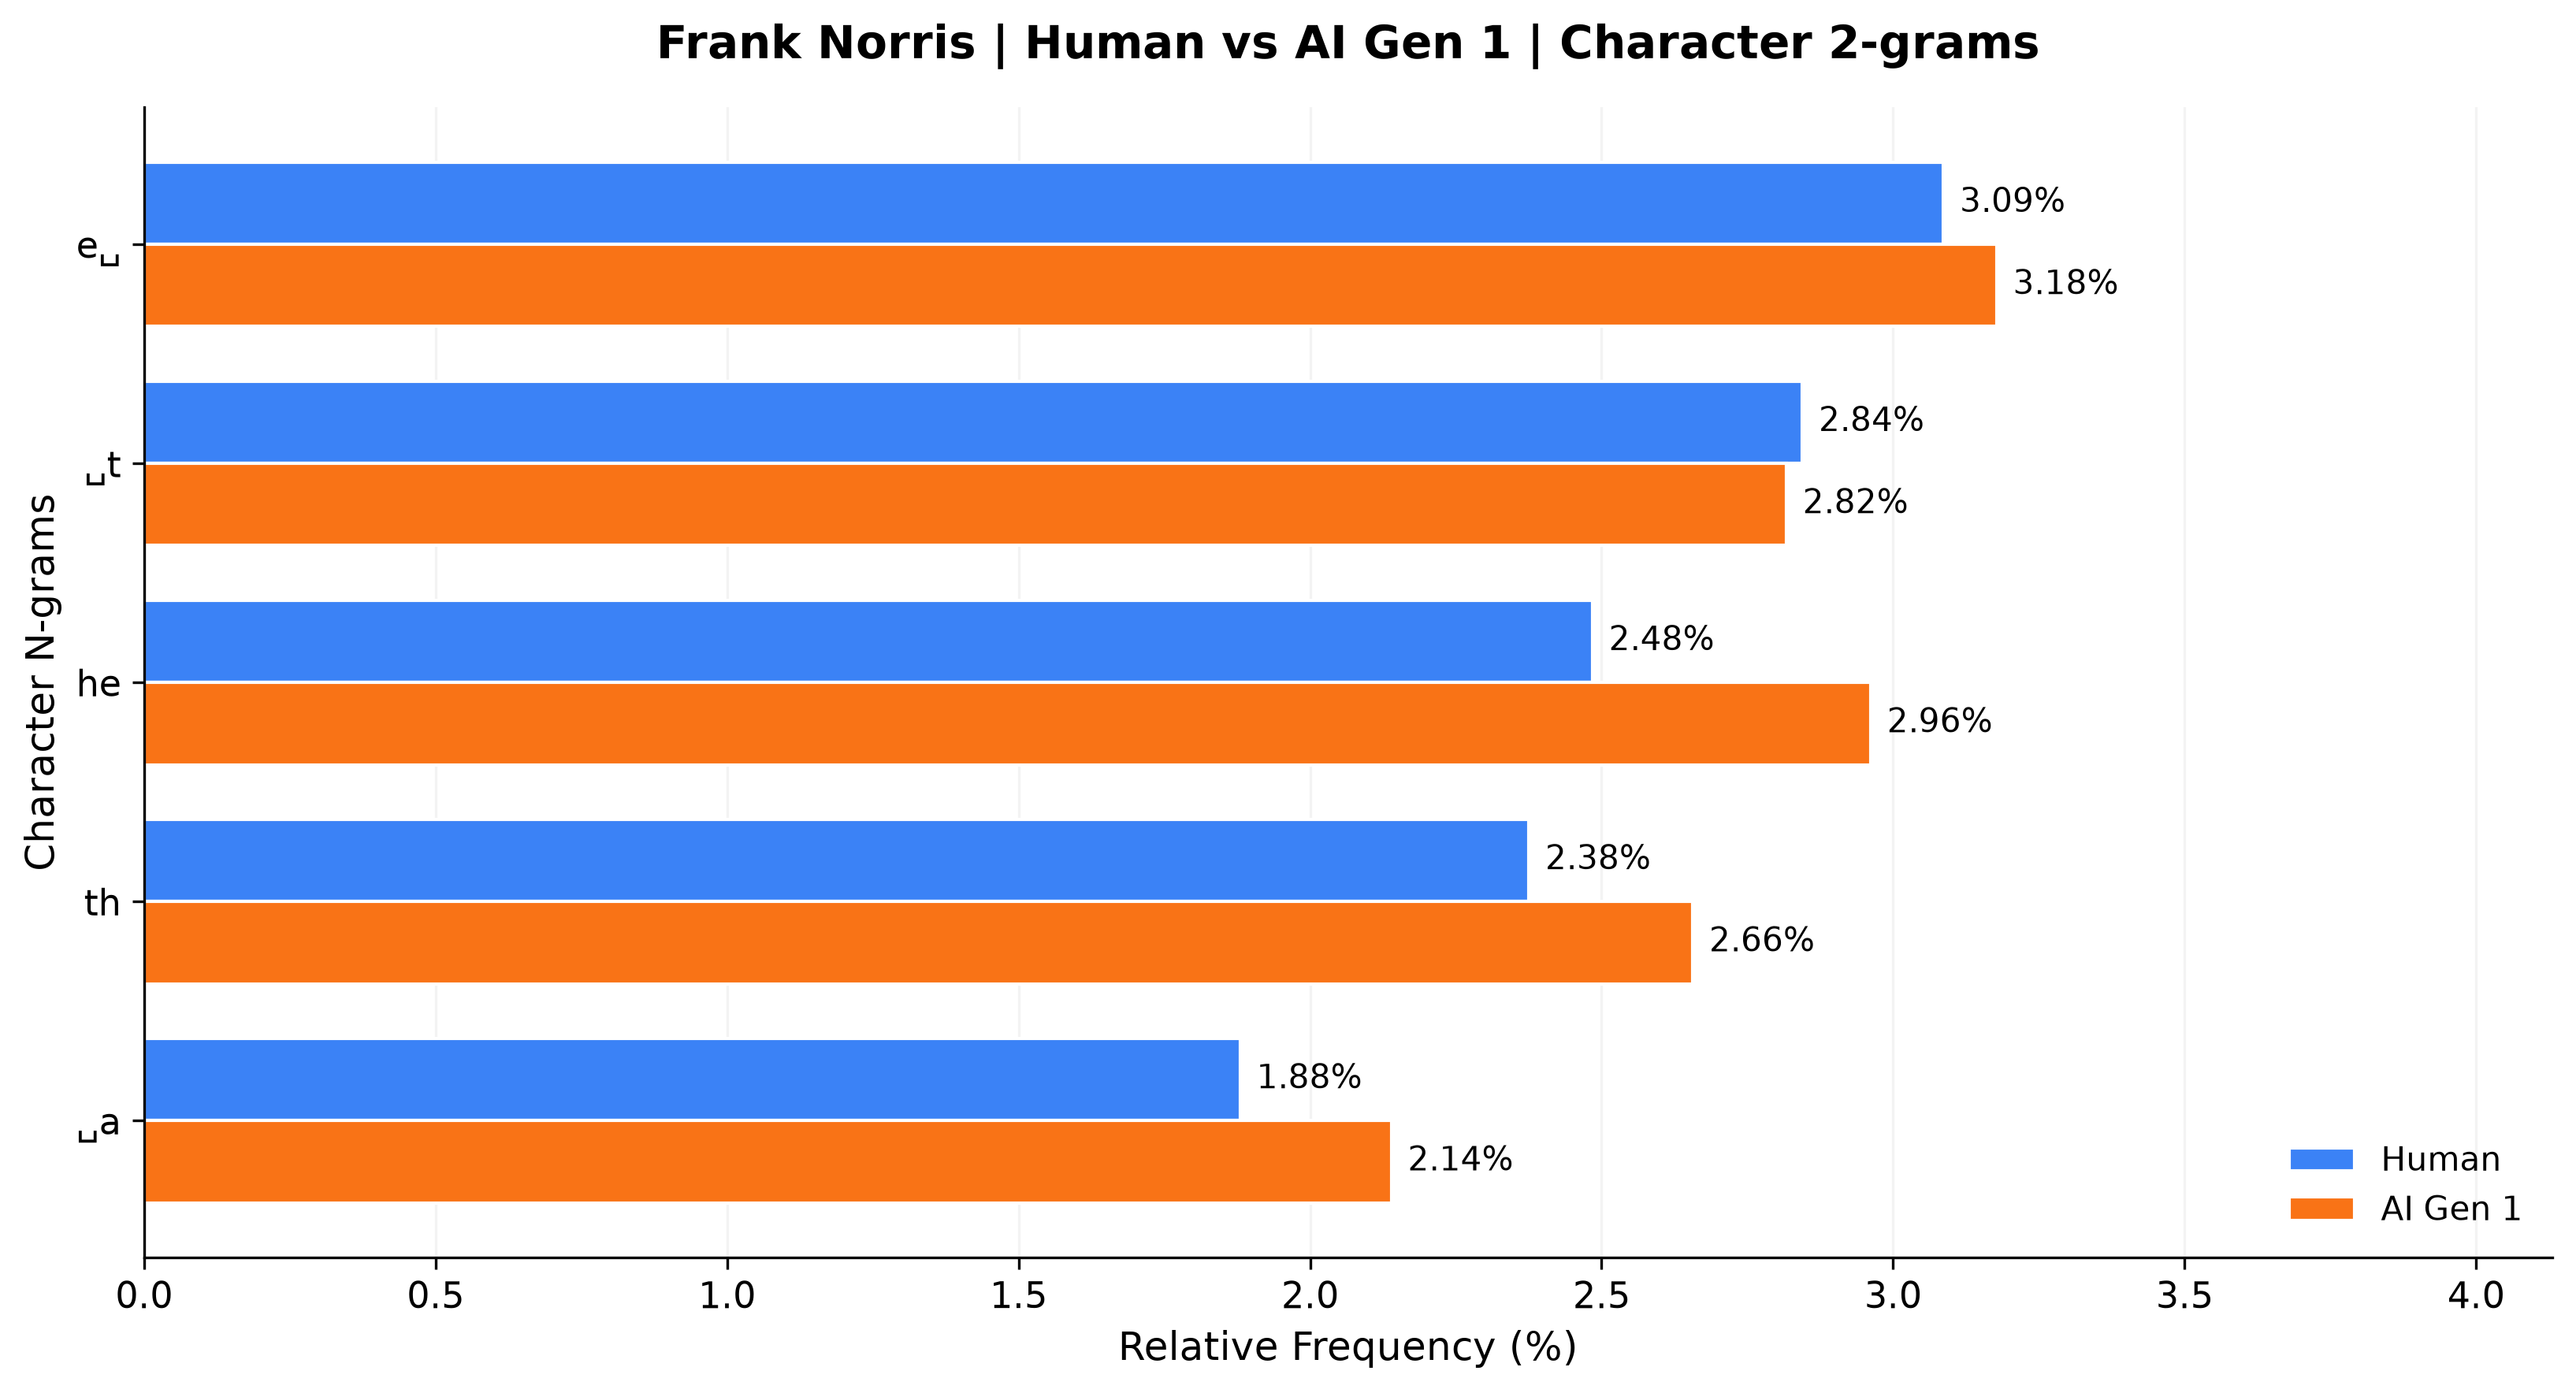 Frank Norris | Human vs AI Gen 1 | Character 2-grams
Character N-grams
e␣
3.09%
3.18%
␣t
2.84%
2.82%
he
2.48%
2.96%
th
2.38%
2.66%
␣a
1.88%
2.14%
Human
AI Gen 1
0.0 0.5 1.0 1.5 2.0 2.5 3.0 3.5 4.0
Relative Frequency (%)